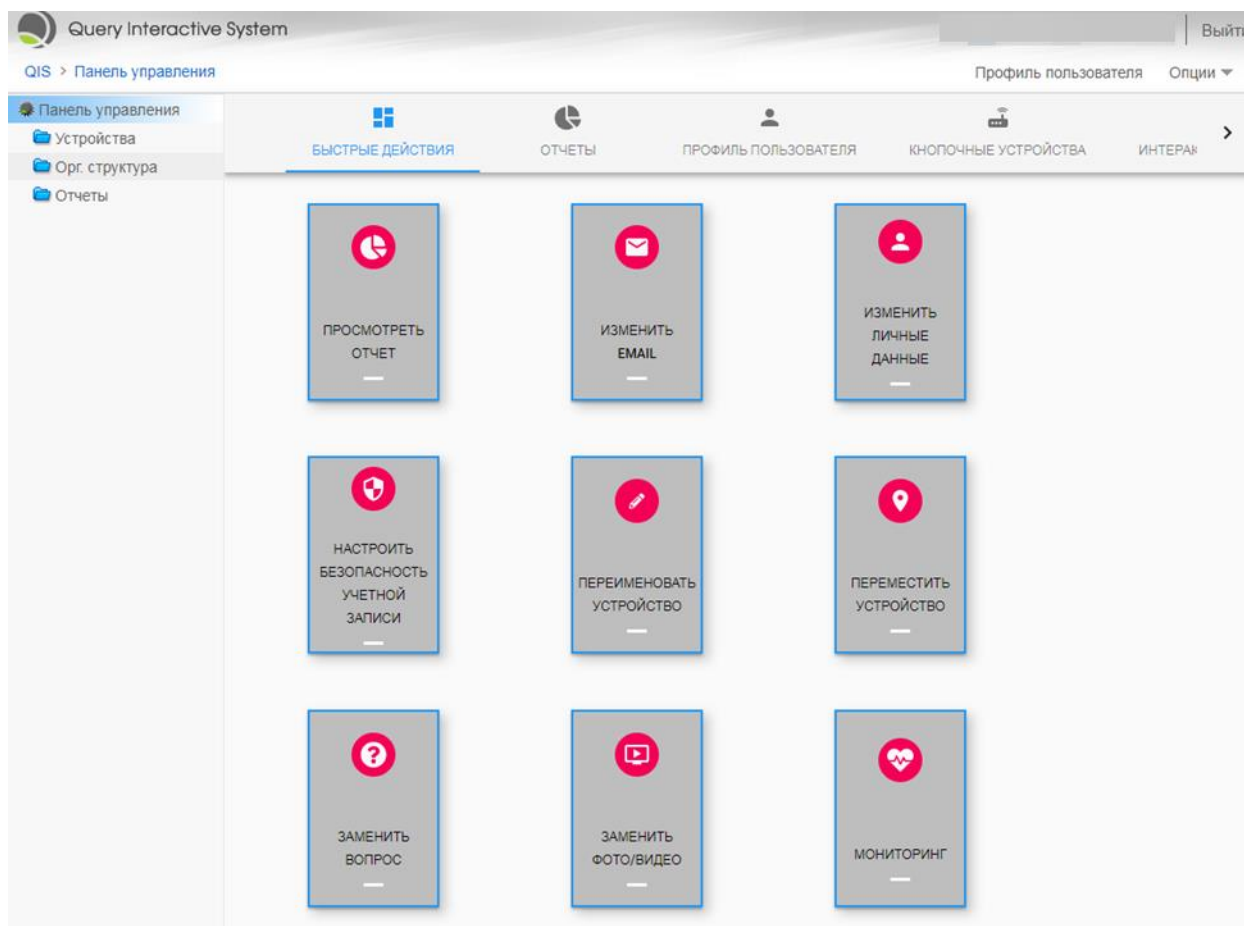 Query Interactive System
Выйти
QIS > Панель управления
Профиль пользователя
Опции
Панель управления
Устройства
Орг. структура
Отчеты
БЫСТРЫЕ ДЕЙСТВИЯ
ОТЧЕТЫ
ПРОФИЛЬ ПОЛЬЗОВАТЕЛЯ
КНОПОЧНЫЕ УСТРОЙСТВА
ИНТЕРАК
ПРОСМОТРЕТЬ
ОТЧЕТ
ИЗМЕНИТЬ
EMAIL
ИЗМЕНИТЬ
ЛИЧНЫЕ
ДАННЫЕ
НАСТРОИТЬ
БЕЗОПАСНОСТЬ
УЧЕТНОЙ
ЗАПИСИ
ПЕРЕИМЕНОВАТЬ
УСТРОЙСТВО
ПЕРЕМЕСТИТЬ
УСТРОЙСТВО
ЗАМЕНИТЬ
ВОПРОС
ЗАМЕНИТЬ
ФОТО/ВИДЕО
МОНИТОРИНГ